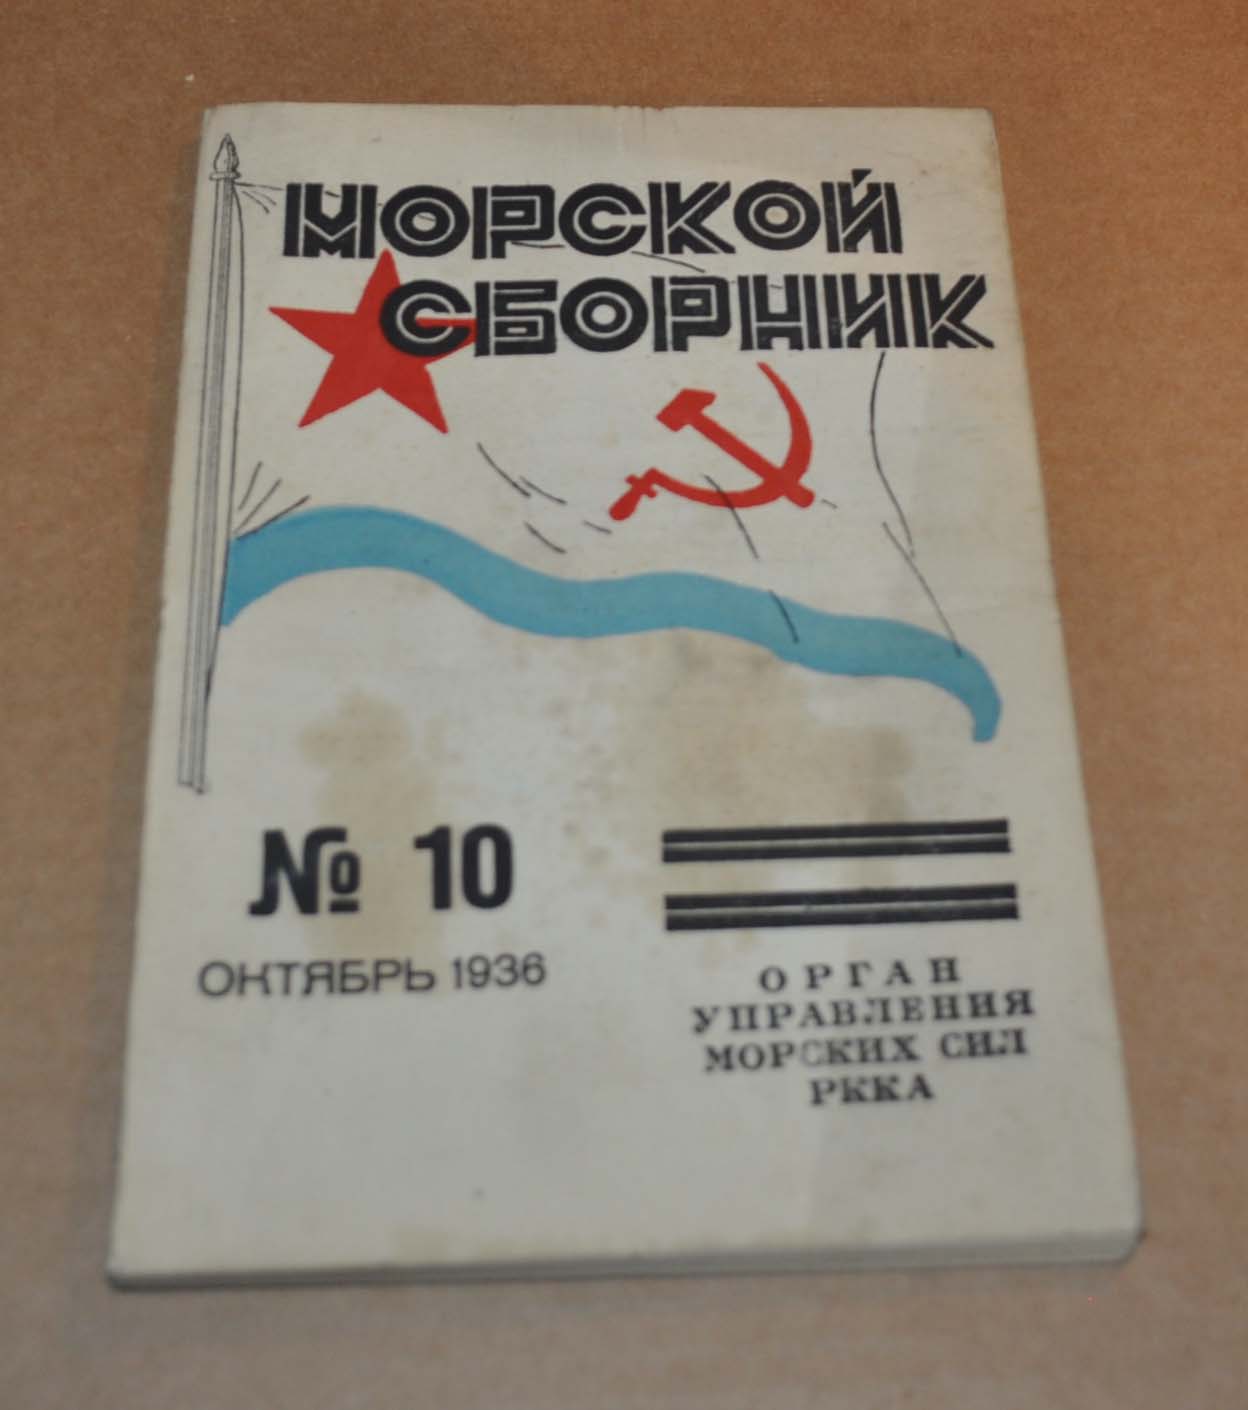 МОРСКОЙ
СБОРНИК
№ 10
ОКТЯБРЬ 1936
ОРГАН
УПРАВЛЕНИЯ
МОРСКИХ СИЛ
РККА